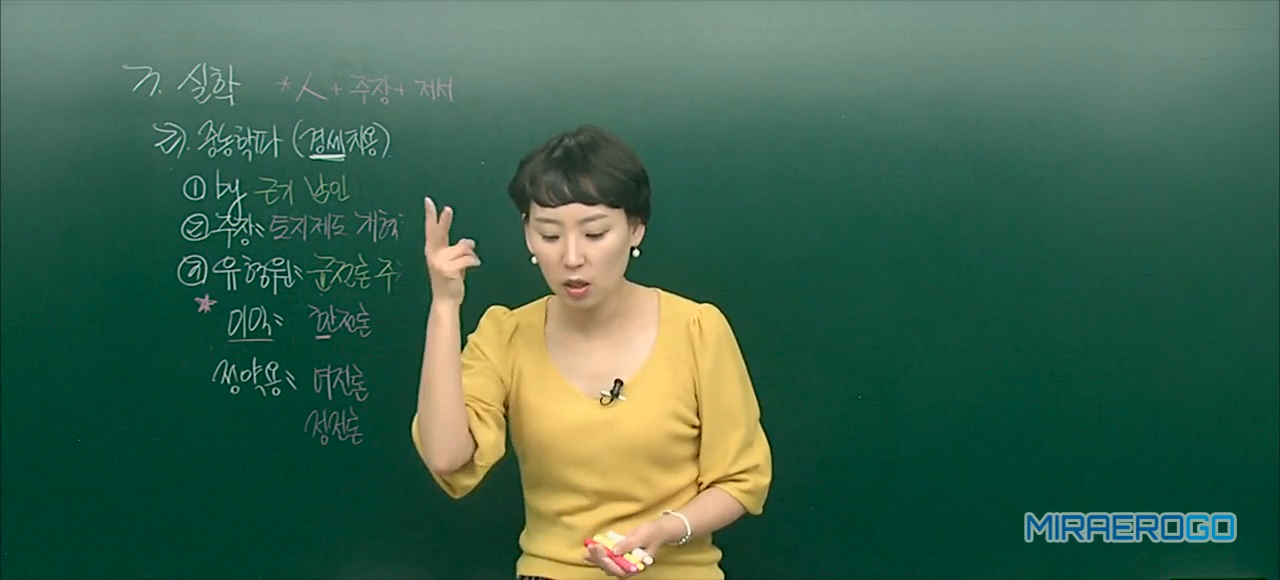 3. 실학 *人 + 주장 + 저서
2). 중농학파 (경세치용)
① by 근기 남인
② 주장: 토지제도 개혁
③ 유형원: 균전론 주
* 이익: 한전론
정약용: 여전론
정전론
MIRAEROGO